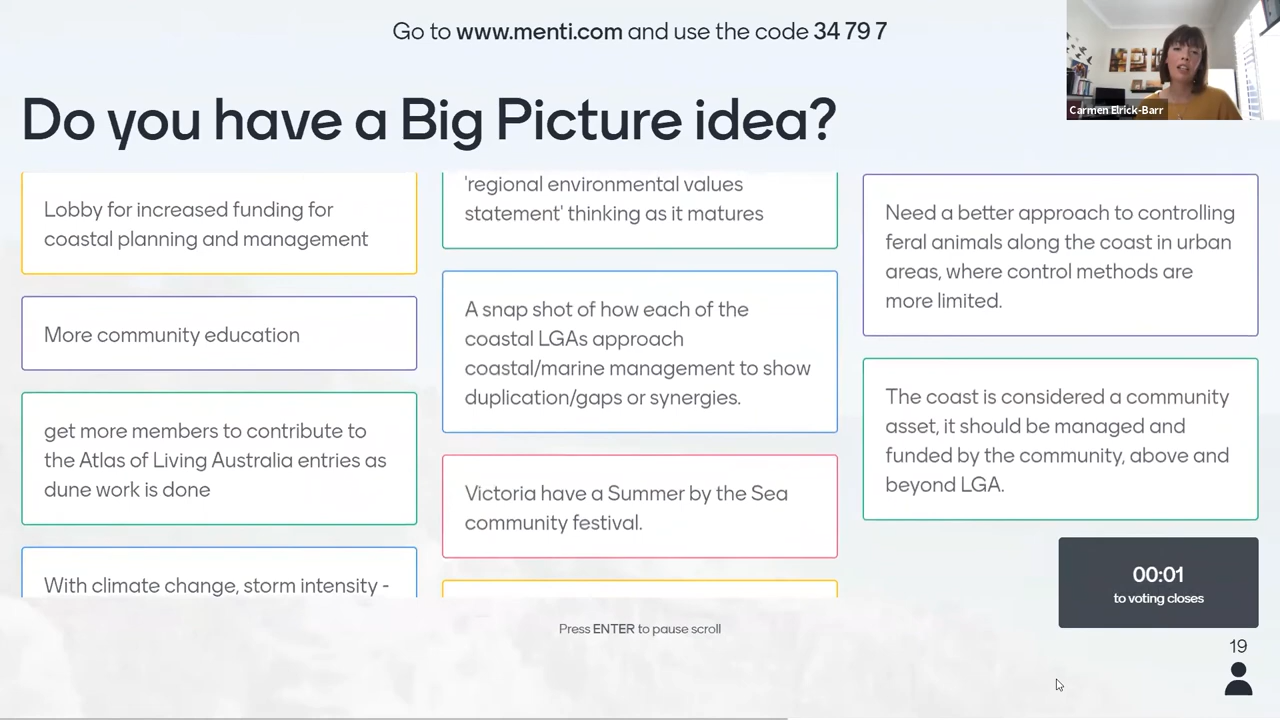 Go to www.menti.com and use the code 34 79 7
Carmen Elrick-Barr
Do you have a Big Picture idea?
Lobby for increased funding for
coastal planning and management
More community education
get more members to contribute to
the Atlas of Living Australia entries as
dune work is done
With climate change, storm intensity -
'regional environmental values
statement' thinking as it matures
A snap shot of how each of the
coastal LGAs approach
coastal/marine management to show
duplication/gaps or synergies.
Victoria have a Summer by the Sea
community festival.
Need a better approach to controlling
feral animals along the coast in urban
areas, where control methods are
more limited.
The coast is considered a community
asset, it should be managed and
funded by the community, above and
beyond LGA.
00:01
to voting closes
Press ENTER to pause scroll
19